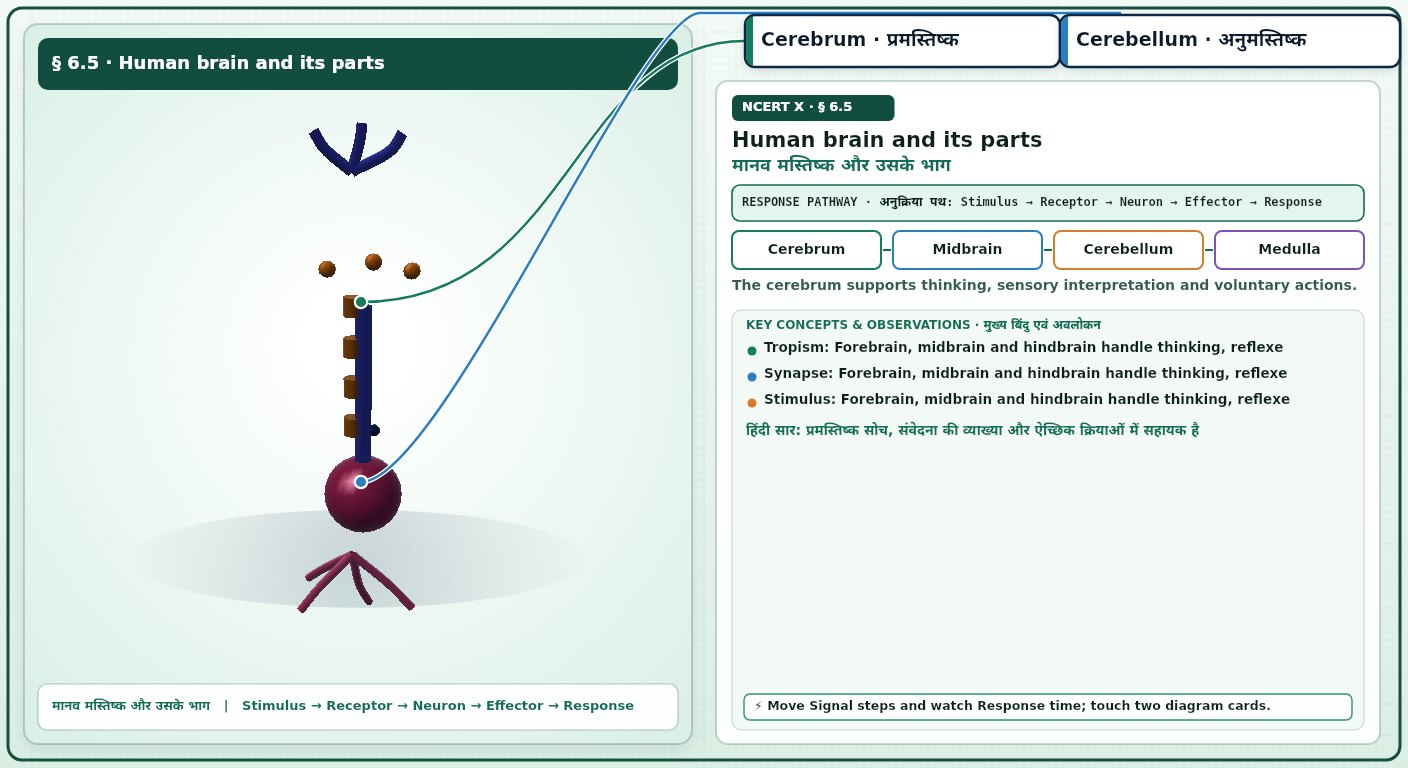 § 6.5 · Human brain and its parts
Cerebrum · प्रमस्तिष्क
Cerebellum · अनुमस्तिष्क
NCERT X · § 6.5
Human brain and its parts
मानव मस्तिष्क और उसके भाग
RESPONSE PATHWAY · अनुक्रिया पथ: Stimulus → Receptor → Neuron → Effector → Response
Cerebrum
Midbrain
Cerebellum
Medulla
The cerebrum supports thinking, sensory interpretation and voluntary actions.
KEY CONCEPTS & OBSERVATIONS · मुख्य बिंदु एवं अवलोकन
Tropism: Forebrain, midbrain and hindbrain handle thinking, reflexe
Synapse: Forebrain, midbrain and hindbrain handle thinking, reflexe
Stimulus: Forebrain, midbrain and hindbrain handle thinking, reflexe
हिंदी सार: प्रमस्तिष्क सोच, संवेदना की व्याख्या और ऐच्छिक क्रियाओं में सहायक है
⚡ Move Signal steps and watch Response time; touch two diagram cards.
मानव मस्तिष्क और उसके भाग | Stimulus → Receptor → Neuron → Effector → Response